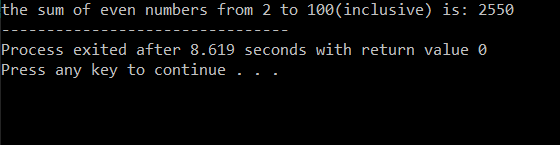 the sum of even numbers from 2 to 100(inclusive) is: 2550
--------------------------------
Process exited after 8.619 seconds with return value 0
Press any key to continue . . .